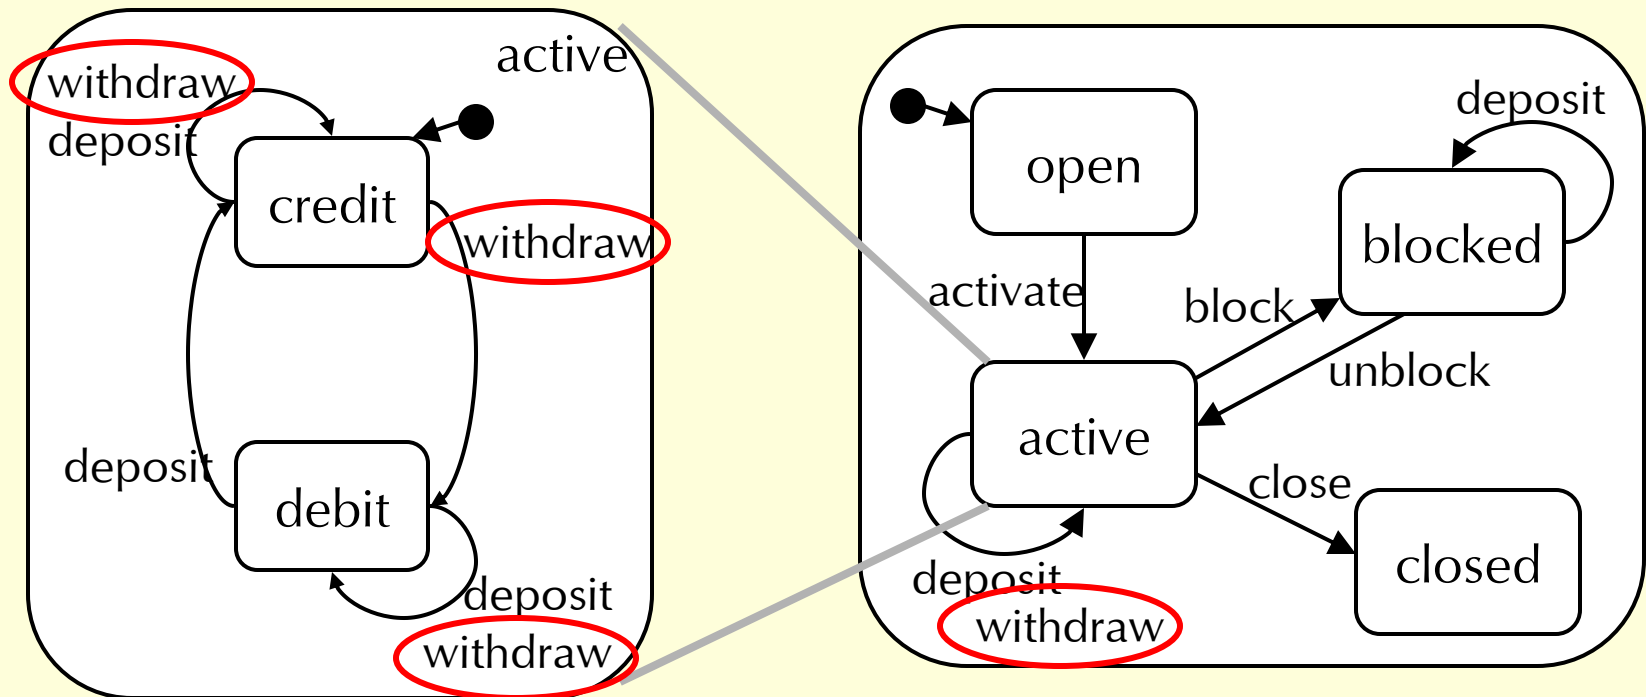 active
withdraw
deposit
credit
withdraw
deposit
debit
deposit
withdraw
deposit
open
blocked
activate
block
unblock
active
close
closed
deposit
withdraw